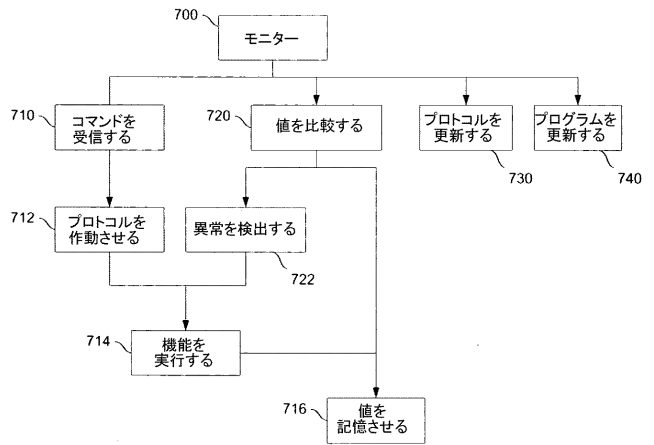 700
モニター
710
コマンドを
受信する
720
値を比較する
プロトコルを
更新する
730
プログラムを
更新する
740
712
プロトコルを
作動させる
異常を検出する
722
714
機能を
実行する
716
値を
記憶させる